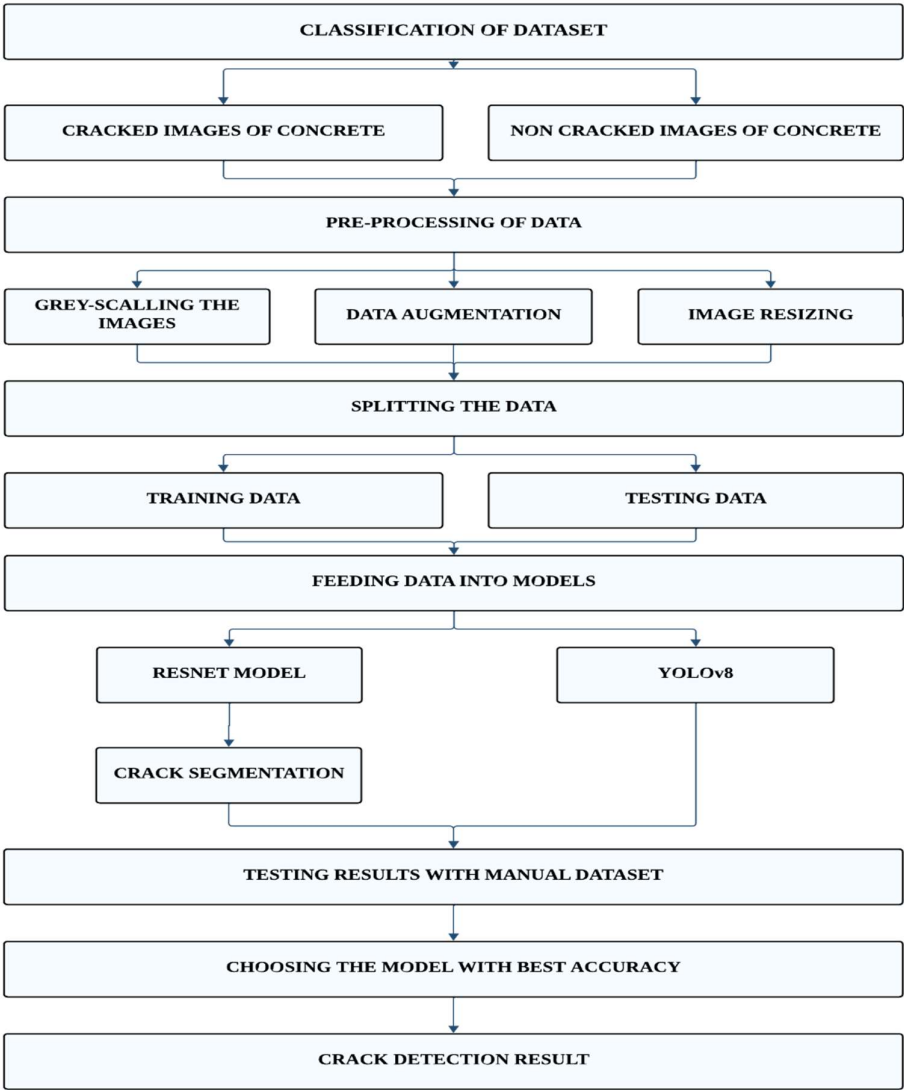 CLASSIFICATION OF DATASET
CRACKED IMAGES OF CONCRETE
NON CRACKED IMAGES OF CONCRETE
PRE-PROCESSING OF DATA
GREY-SCALLING THE
IMAGES
DATA AUGMENTATION
IMAGE RESIZING
SPLITTING THE DATA
TRAINING DATA
TESTING DATA
FEEDING DATA INTO MODELS
RESNET MODEL
YOLOv8
CRACK SEGMENTATION
TESTING RESULTS WITH MANUAL DATASET
CHOOSING THE MODEL WITH BEST ACCURACY
CRACK DETECTION RESULT